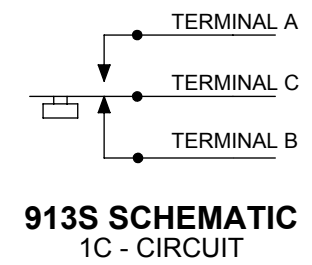 TERMINAL A
TERMINAL C
TERMINAL B
913S SCHEMATIC
1C - CIRCUIT